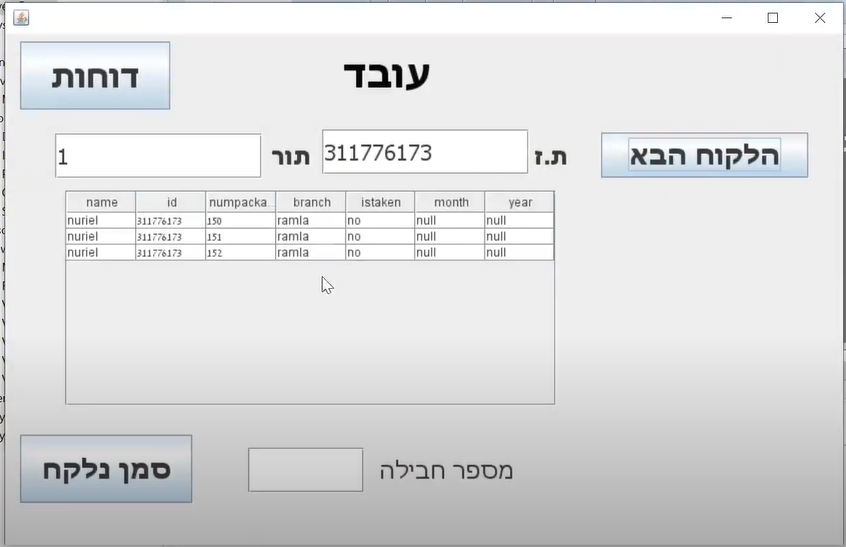 עובד
דוחות
הלקוח הבא
ת.ז 311776173
תור 1
name id numpacka... branch istaken month year
nuriel 311776173 150 ramla no null null
nuriel 311776173 151 ramla no null null
nuriel 311776173 152 ramla no null null
מספר חבילה
סמן נלקח